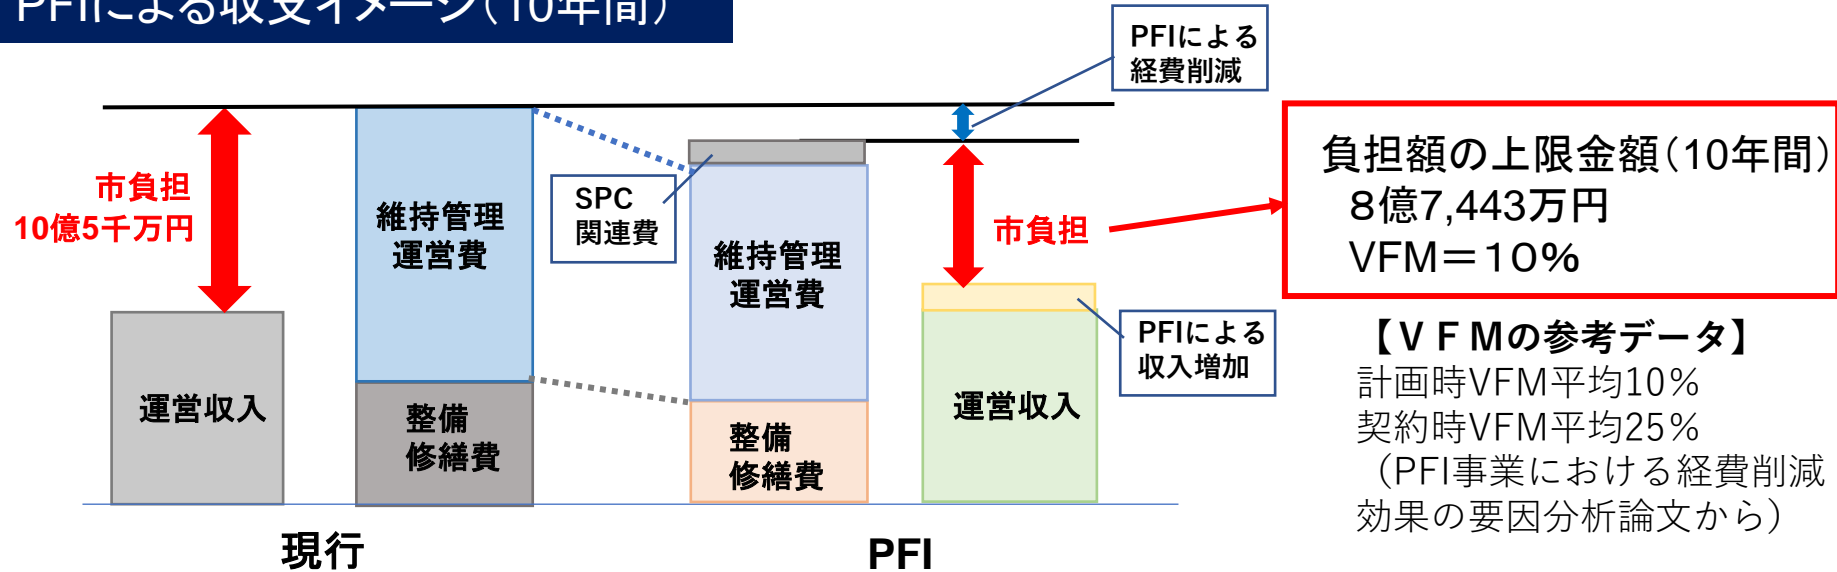 PFIによる収支イメージ（10年間）
PFIによる
経費削減
市負担
10億5千万円
維持管理
運営費
SPC
関連費
維持管理
運営費
市負担
負担額の上限金額（10年間）
８億7,443万円
VFM＝１０％
運営収入
整備
修繕費
整備
修繕費
運営収入
PFIによる
収入増加
【ＶＦＭの参考データ】
計画時VFM平均10％
契約時VFM平均25％
（PFI事業における経費削減
効果の要因分析論文から）
現行
PFI